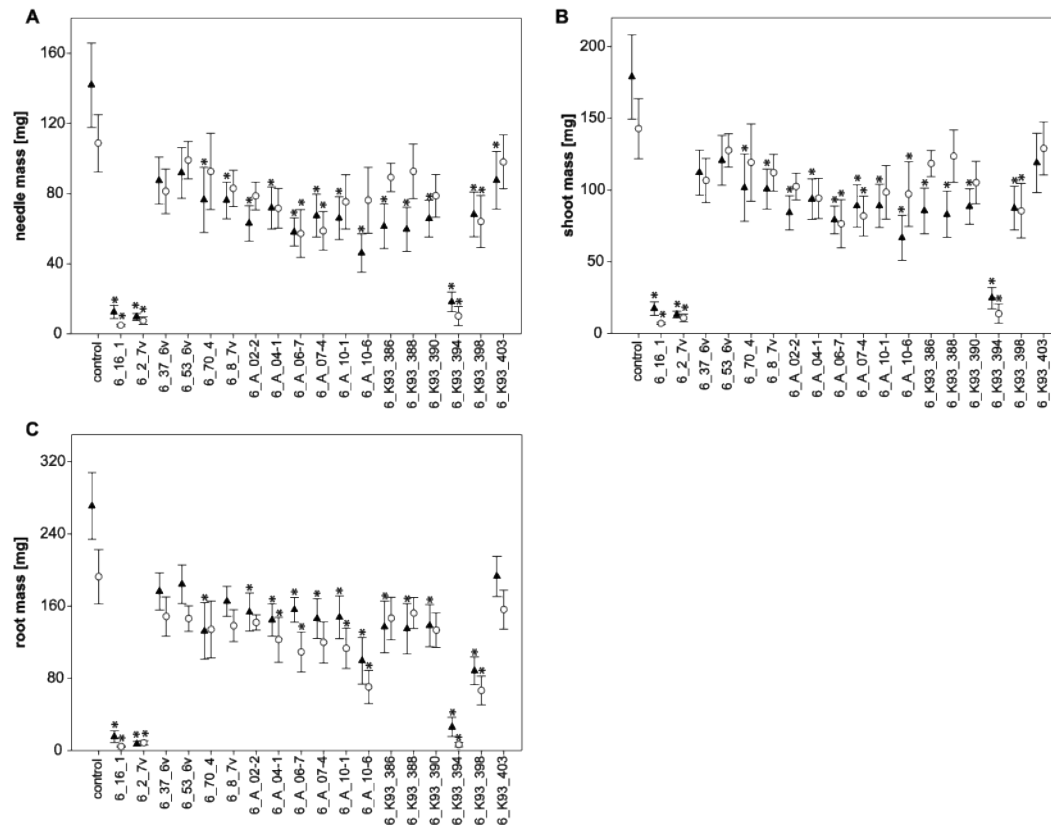 A
needle mass [mg]
160
120
80
40
0
* * * * * * * * * * * * * * * * * * * * *
control 6_16_1 6_2_7v 6_37_6v 6_53_6v 6_70_4 6_8_7v 6_A_02-2 6_A_04-1 6_A_06-7 6_A_07-4 6_A_10-1 6_A_10-6 6_K93_386 6_K93_388 6_K93_390 6_K93_394 6_K93_398 6_K93_403
B
shoot mass [mg]
200
150
100
50
0
* * * * * * * * * * * * * * * * * * * * *
control 6_16_1 6_2_7v 6_37_6v 6_53_6v 6_70_4 6_8_7v 6_A_02-2 6_A_04-1 6_A_06-7 6_A_07-4 6_A_10-1 6_A_10-6 6_K93_386 6_K93_388 6_K93_390 6_K93_394 6_K93_398 6_K93_403
C
root mass [mg]
320
240
160
80
0
* * * * * * * * * * * * * * * * * * * * * *
control 6_16_1 6_2_7v 6_37_6v 6_53_6v 6_70_4 6_8_7v 6_A_02-2 6_A_04-1 6_A_06-7 6_A_07-4 6_A_10-1 6_A_10-6 6_K93_386 6_K93_388 6_K93_390 6_K93_394 6_K93_398 6_K93_403